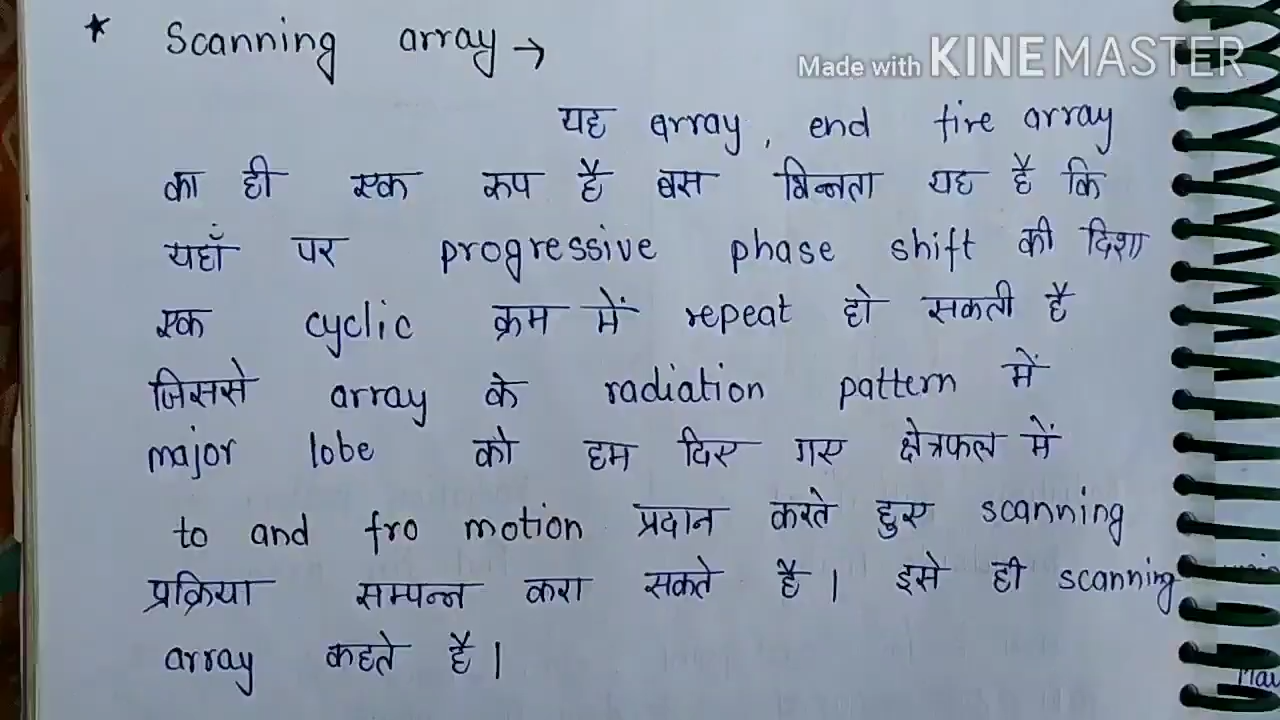 * Scanning array →
Made with KINEMASTER
यह array, end fire array
का ही एक रूप है बस भिन्नता यह है कि
यहाँ पर progressive phase shift की दिशा
एक cyclic क्रम में repeat हो सकती है
जिससे array के radiation pattern में
major lobe को हम दिए गए क्षेत्रफल में
to and fro motion प्रदान करते हुए scanning
प्रक्रिया सम्पन्न करा सकते है। इसे ही scanning
array कहते है।